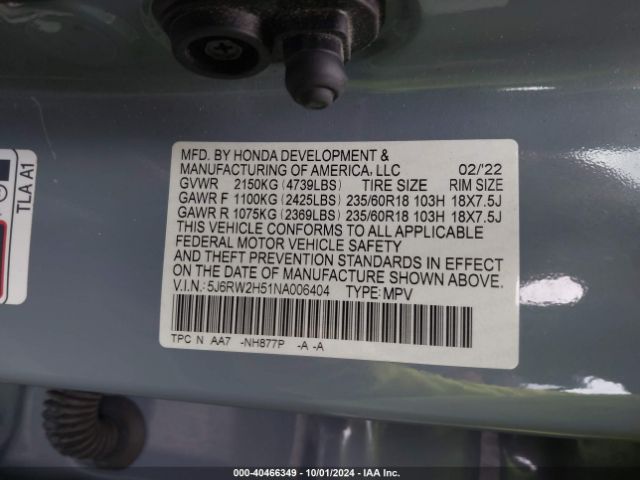 MFD. BY HONDA DEVELOPMENT &
MANUFACTURING OF AMERICA, LLC 02/'22
GVWR 2150KG (4739LBS) TIRE SIZE RIM SIZE
GAWR F 1100KG (2425LBS) 235/60R18 103H 18X7.5J
GAWR R 1075KG (2369LBS) 235/60R18 103H 18X7.5J
THIS VEHICLE CONFORMS TO ALL APPLICABLE
FEDERAL MOTOR VEHICLE SAFETY
AND THEFT PREVENTION STANDARDS IN EFFECT
ON THE DATE OF MANUFACTURE SHOWN ABOVE.
V.I.N.: 5J6RW2H51NA006404 TYPE: MPV
TPC N AA7 -NH877P -A -A
TLA A1
000-40466349 | 10/01/2024 | IAA Inc.